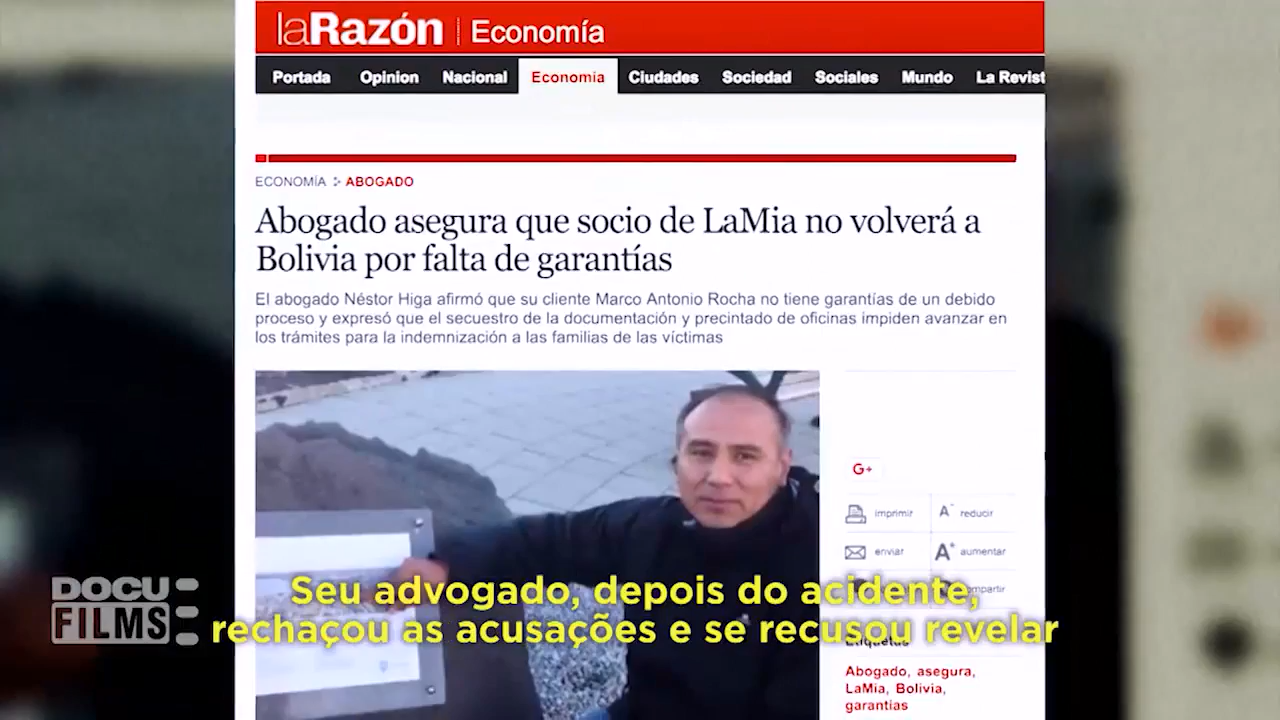 laRazón | Economía
Portada Opinion Nacional Economía Ciudades Sociedad Sociales Mundo La Revist
ECONOMÍA ABOGADO
Abogado asegura que socio de LaMia no volverá a
Bolivia por falta de garantías
El abogado Néstor Higa afirmó que su cliente Marco Antonio Rocha no tiene garantías de un debido
proceso y expresó que el secuestro de la documentación y precintado de oficinas impiden avanzar en
los trámites para la indemnización a las familias de las víctimas
G+
imprimir A- reducir
enviar A+ aumentar
DOCU
FILMS
Seu advogado, depois do acidente,
rechaçou as acusações e se recusou revelar
Etiquetas
Abogado, asegura,
LaMia, Bolivia,
garantias